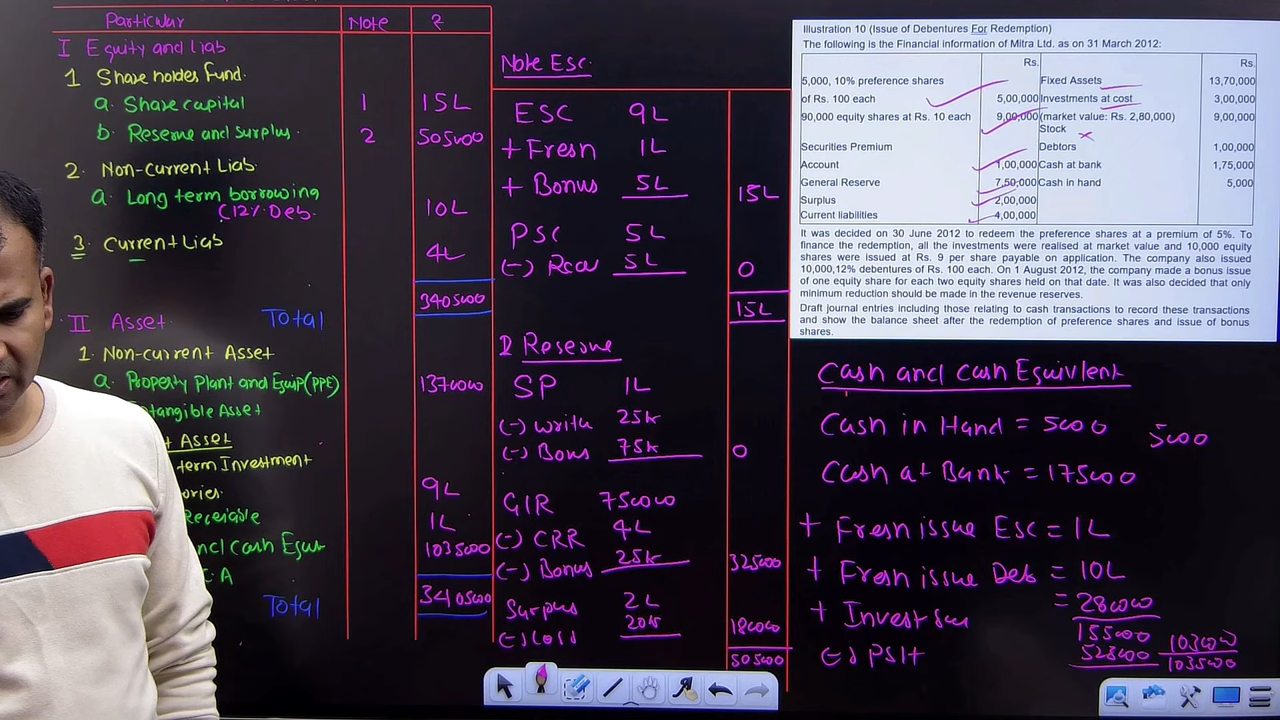 Particular Note ₹
I Equity and Liab
1 Share holdes Fund.
a. Share capital 1 15L
b. Reserve and surplus. 2 505000
2. Non-current Liab.
a. Long term borrowing
(12% Deb. 10L
3. Current Liab 4L
Total 3405000
II Asset
1. Non-current Asset
a. Property Plant and Equip(PPE) 1370000
Intangible Asset
Asset
term Investment
ories. 9L
Receiable 1L
and cash Equi 1035000
C A
Total 3405000
Note Esc.
ESC 9L
+ Fresh 1L
+ Bonus 5L 15L
PSC 5L
(-) 5L 0
15L
2 Reserve
SP 1L
(-) 25k
(-) Bons 75k 0
GIR 750000
(-) CRR 4L
(-) Bonus 25k 325000
Surplus 2L
(-) Loss 20k 180000
505000
Illustration 10 (Issue of Debentures For Redemption)
The following is the Financial information of Mitra Ltd. as on 31 March 2012:
Rs. Rs.
5,000, 10% preference shares Fixed Assets 13,70,000
of Rs. 100 each 5,00,000 Investments at cost 3,00,000
90,000 equity shares at Rs. 10 each 9,00,000 (market value: Rs. 2,80,000) 9,00,000
Stock
Securities Premium Debtors 1,00,000
Account 1,00,000 Cash at bank 1,75,000
General Reserve 7,50,000 Cash in hand 5,000
Surplus 2,00,000
Current liabilities 4,00,000
It was decided on 30 June 2012 to redeem the preference shares at a premium of 5%. To
finance the redemption, all the investments were realised at market value and 10,000 equity
shares were issued at Rs. 9 per share payable on application. The company also issued
10,000,12% debentures of Rs. 100 each. On 1 August 2012, the company made a bonus issue
of one equity share for each two equity shares held on that date. It was also decided that only
minimum reduction should be made in the revenue reserves.
Draft journal entries including those relating to cash transactions to record these transactions
and show the balance sheet after the redemption of preference shares and issue of bonus
shares.
Cash and Cash Equivlent
Cash in Hand = 5000 5000
Cash at Bank = 175000
+ Fresh issue Esc = 1L
+ Fresh issue Deb = 10L
+ Invest = 280000
155000
(-) PSH 525000 1030000
1035000